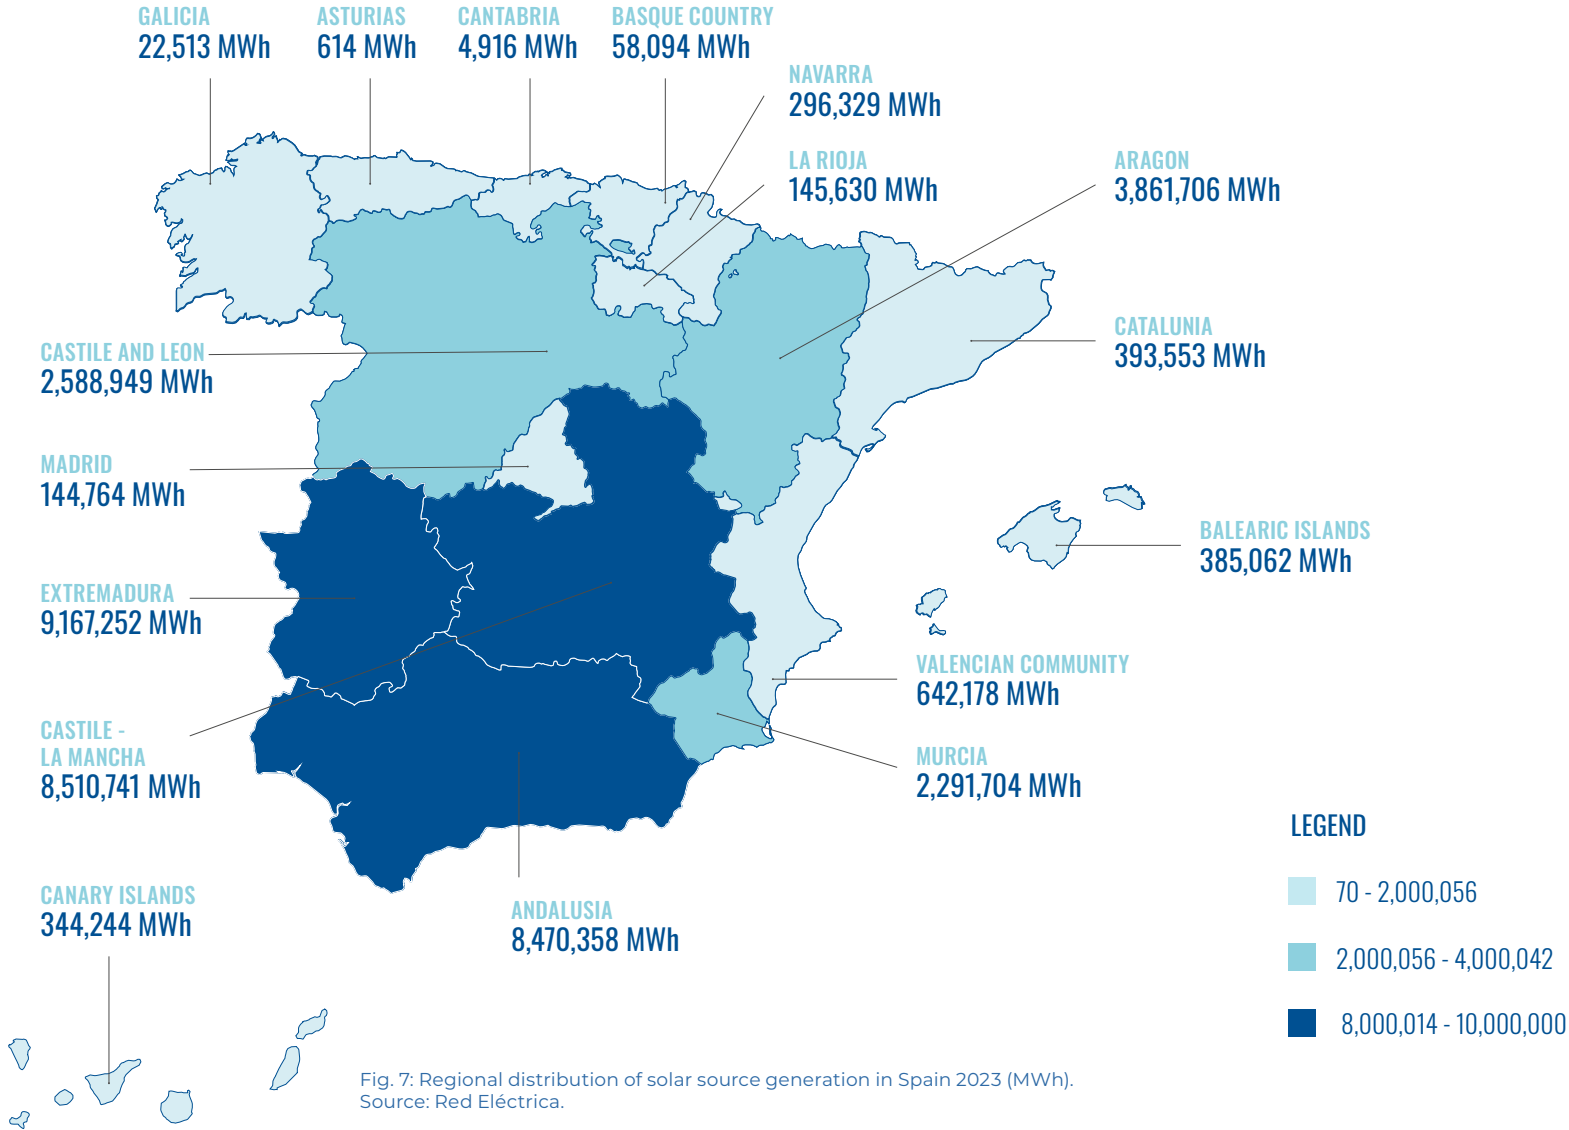 GALICIA
22,513 MWh
ASTURIAS
614 MWh
CANTABRIA
4,916 MWh
BASQUE COUNTRY
58,094 MWh
NAVARRA
296,329 MWh
LA RIOJA
145,630 MWh
ARAGON
3,861,706 MWh
CATALUNIA
393,553 MWh
CASTILE AND LEON
2,588,949 MWh
MADRID
144,764 MWh
BALEARIC ISLANDS
385,062 MWh
EXTREMADURA
9,167,252 MWh
VALENCIAN COMMUNITY
642,178 MWh
CASTILE -
LA MANCHA
8,510,741 MWh
MURCIA
2,291,704 MWh
CANARY ISLANDS
344,244 MWh
ANDALUSIA
8,470,358 MWh
LEGEND
70 - 2,000,056
2,000,056 - 4,000,042
8,000,014 - 10,000,000
Fig. 7: Regional distribution of solar source generation in Spain 2023 (MWh).
Source: Red Eléctrica.